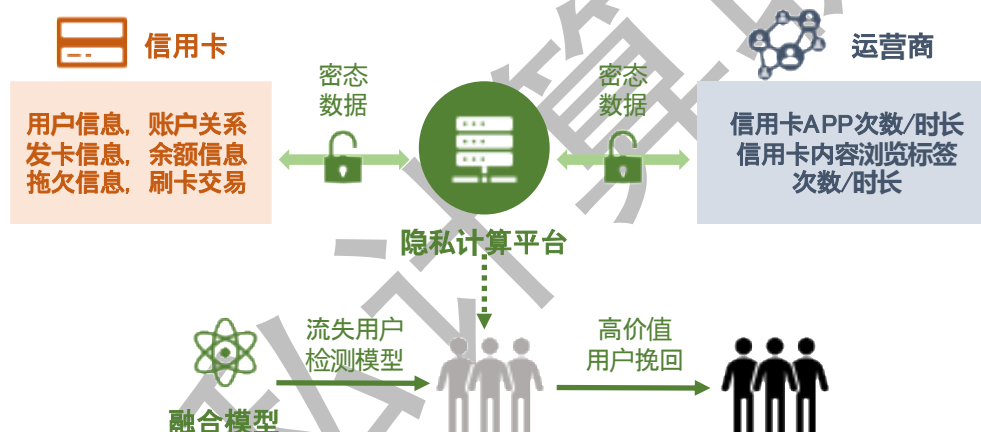 信用卡
运营商
密态
数据
密态
数据
用户信息，账户关系
发卡信息，余额信息
拖欠信息，刷卡交易
信用卡APP次数/时长
信用卡内容浏览标签
次数/时长
隐私计算平台
流失用户
检测模型
高价值
用户挽回
融合模型
私计算